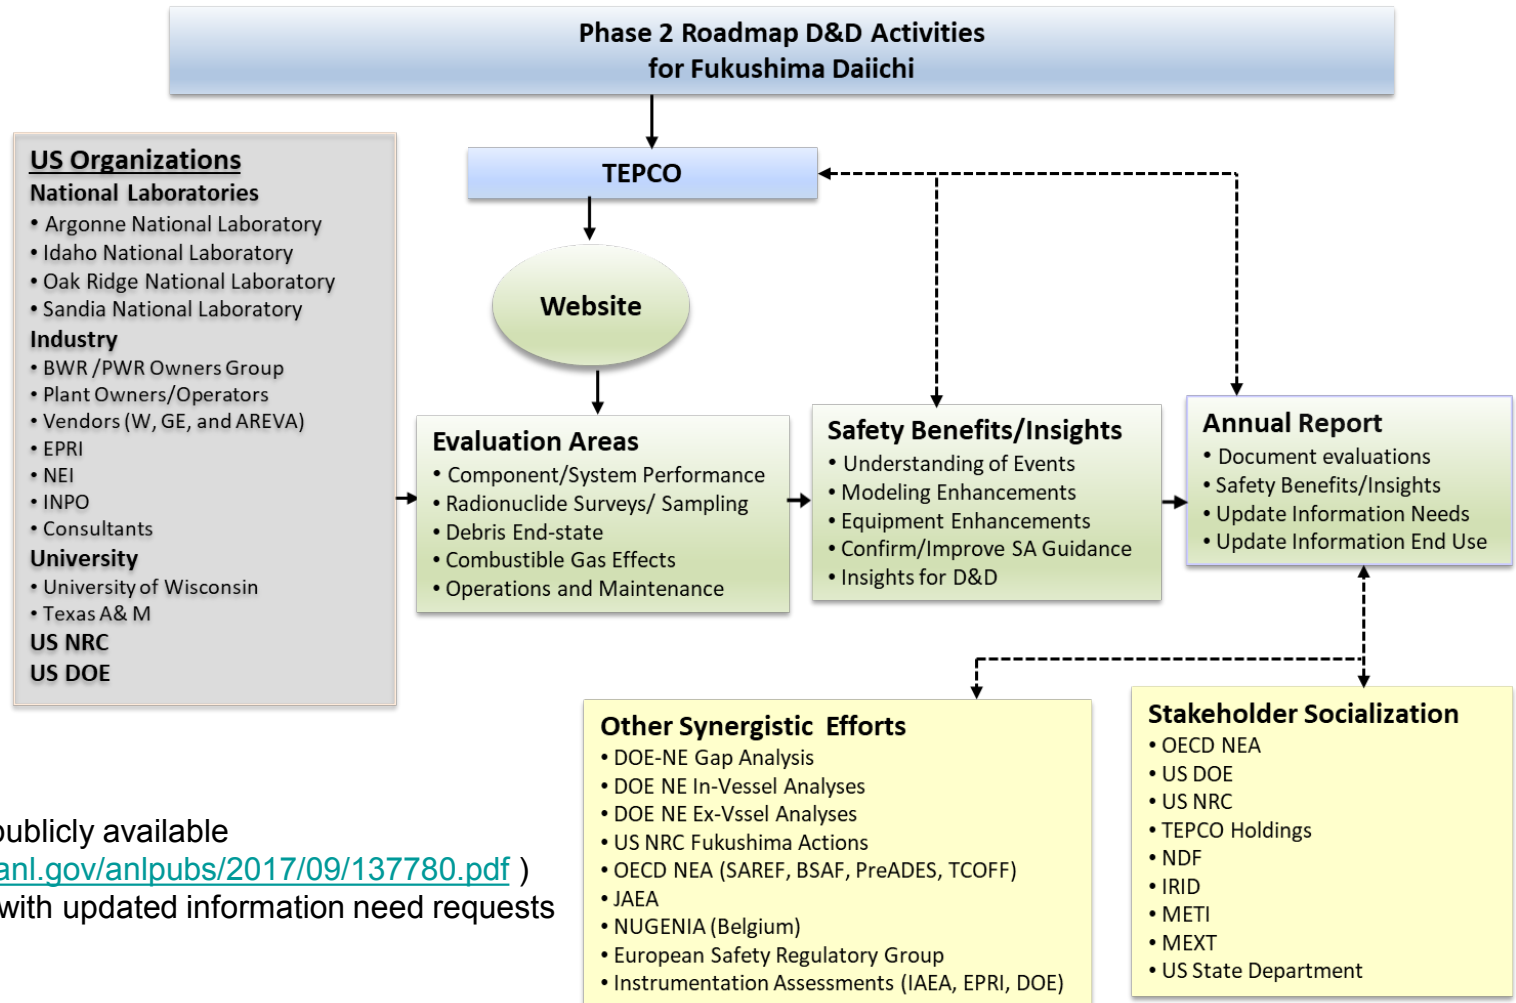 Phase 2 Roadmap D&D Activities
for Fukushima Daiichi
TEPCO
Website
US Organizations
National Laboratories
• Argonne National Laboratory
• Idaho National Laboratory
• Oak Ridge National Laboratory
• Sandia National Laboratory
Industry
• BWR /PWR Owners Group
• Plant Owners/Operators
• Vendors (W, GE, and AREVA)
• EPRI
• NEI
• INPO
• Consultants
University
• University of Wisconsin
• Texas A& M
US NRC
US DOE
Evaluation Areas
• Component/System Performance
• Radionuclide Surveys/ Sampling
• Debris End-state
• Combustible Gas Effects
• Operations and Maintenance
Safety Benefits/Insights
• Understanding of Events
• Modeling Enhancements
• Equipment Enhancements
• Confirm/Improve SA Guidance
• Insights for D&D
Annual Report
• Document evaluations
• Safety Benefits/Insights
• Update Information Needs
• Update Information End Use
Other Synergistic Efforts
• DOE-NE Gap Analysis
• DOE NE In-Vessel Analyses
• DOE NE Ex-Vssel Analyses
• US NRC Fukushima Actions
• OECD NEA (SAREF, BSAF, PreADES, TCOFF)
• JAEA
• NUGENIA (Belgium)
• European Safety Regulatory Group
• Instrumentation Assessments (IAEA, EPRI, DOE)
Stakeholder Socialization
• OECD NEA
• US DOE
• US NRC
• TEPCO Holdings
• NDF
• IRID
• METI
• MEXT
• US State Department
publicly available
anl.gov/anlpubs/2017/09/137780.pdf )
with updated information need requests